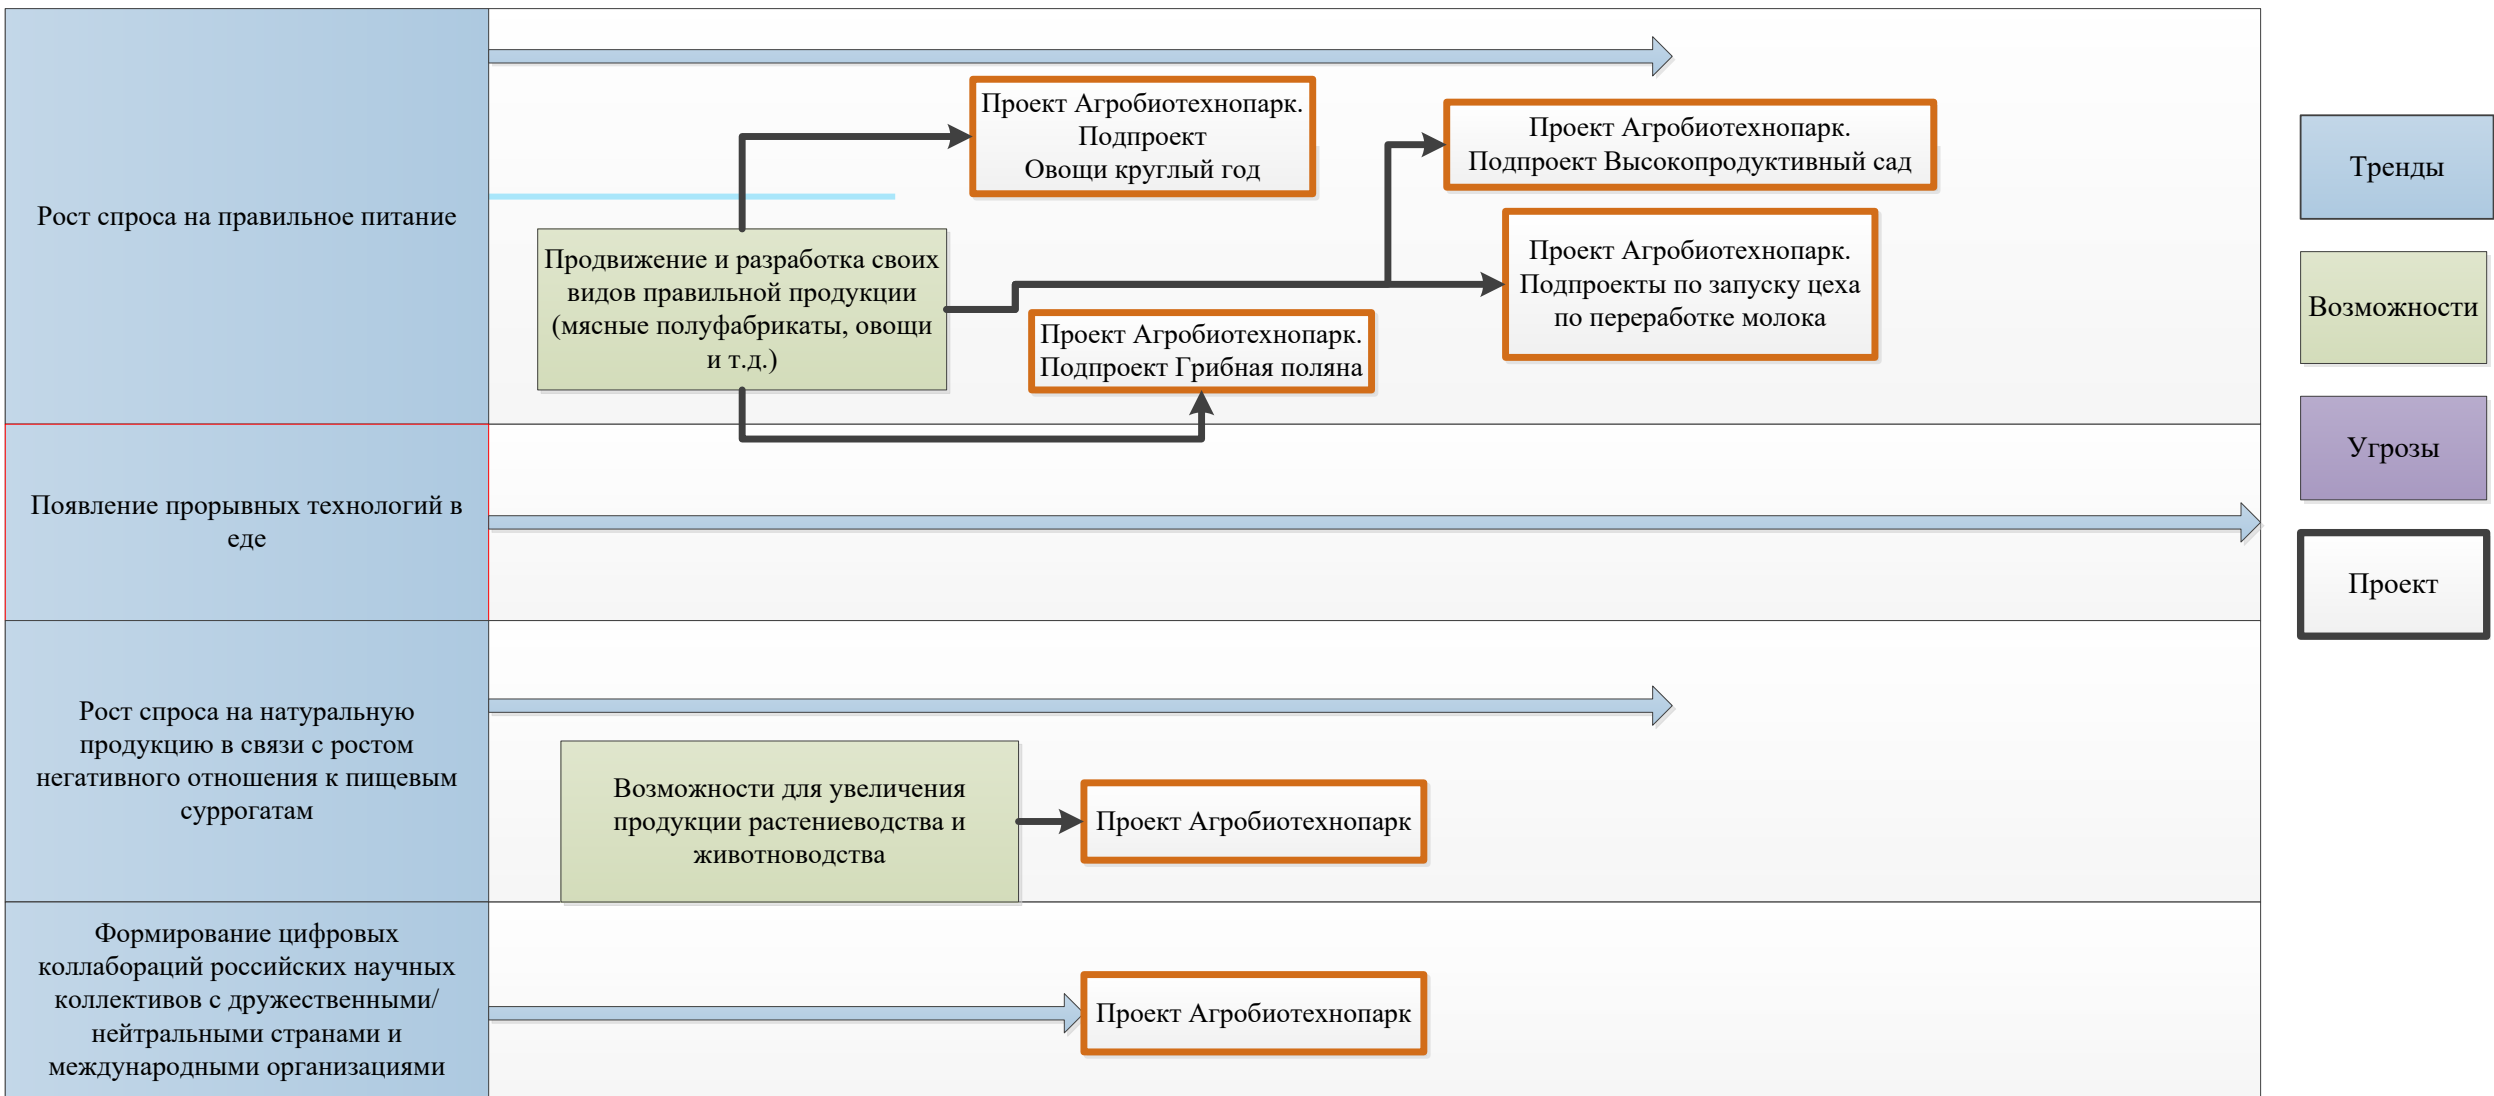 Рост спроса на правильное питание
Проект Агробиотехнопарк.
Подпроект
Овощи круглый год
Проект Агробиотехнопарк.
Подпроект Высокопродуктивный сад
Продвижение и разработка своих
видов правильной продукции
(мясные полуфабрикаты, овощи
и т.д.)
Проект Агробиотехнопарк.
Подпроекты по запуску цеха
по переработке молока
Проект Агробиотехнопарк.
Подпроект Грибная поляна
Появление прорывных технологий в
еде
Рост спроса на натуральную
продукцию в связи с ростом
негативного отношения к пищевым
суррогатам
Возможности для увеличения
продукции растениеводства и
животноводства
Проект Агробиотехнопарк
Формирование цифровых
коллабораций российских научных
коллективов с дружественными/
нейтральными странами и
международными организациями
Проект Агробиотехнопарк
Тренды
Возможности
Угрозы
Проект